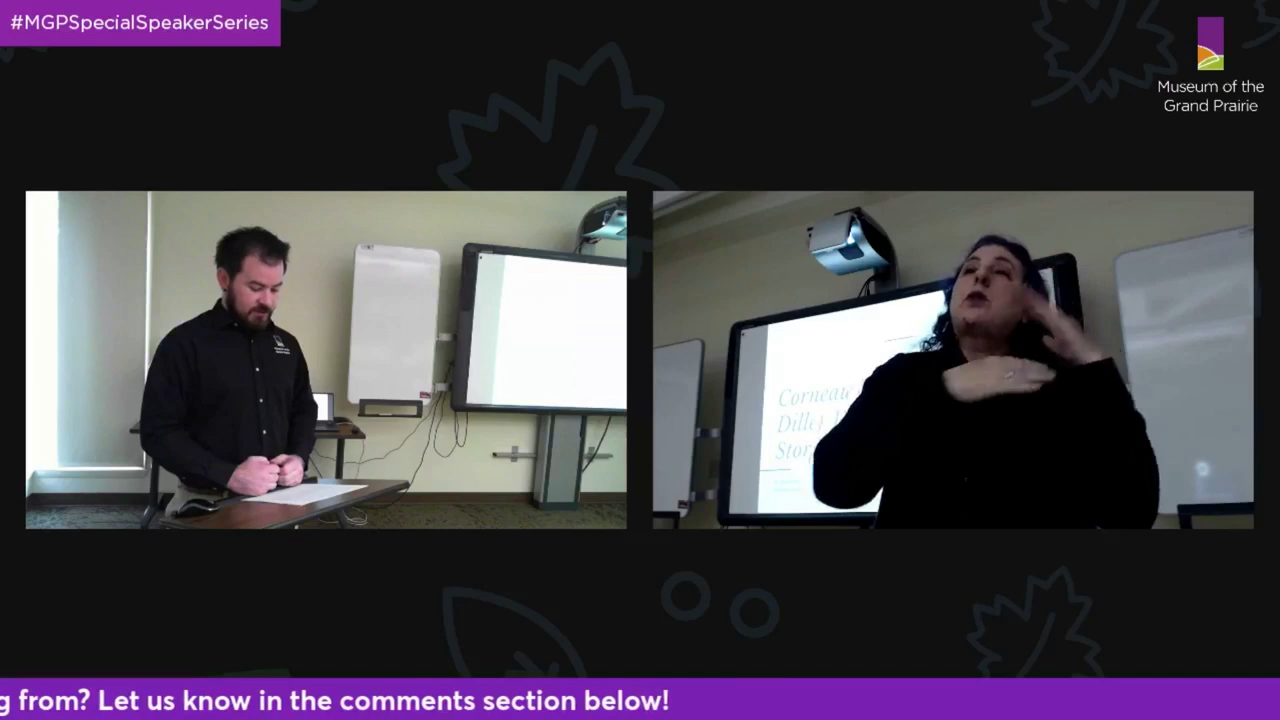 #MGPSpecialSpeakerSeries
Museum of the
Grand Prairie
g from? Let us know in the comments section below!